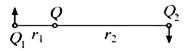 Q
Q₁ r₁ r₂ Q₂